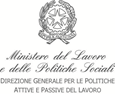 Ministero del Lavoro
e delle Politiche Sociali
DIREZIONE GENERALE PER LE POLITICHE
ATTIVE E PASSIVE DEL LAVORO